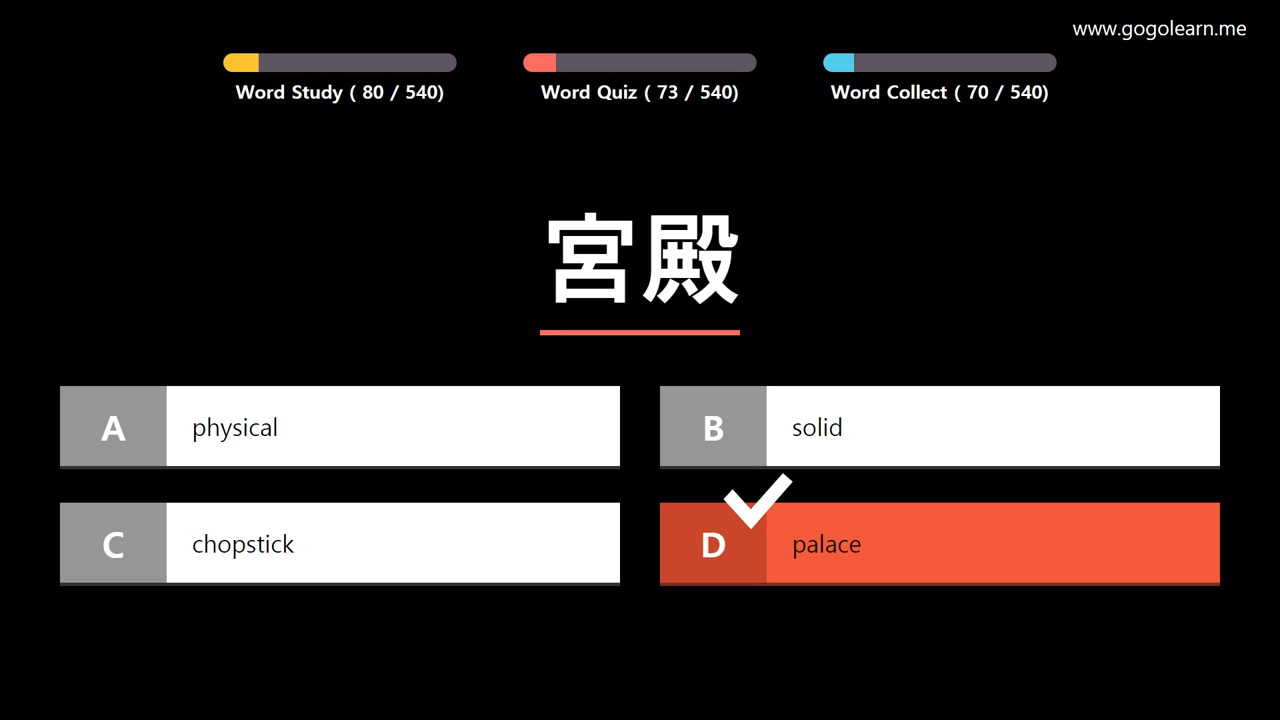 www.gogolearn.me
Word Study ( 80 / 540)
Word Quiz ( 73 / 540)
Word Collect ( 70 / 540)
宮殿
A physical
B solid
C chopstick
D palace